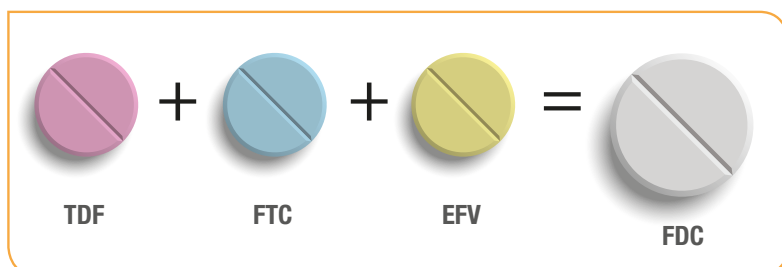 + + =
TDF FTC EFV FDC